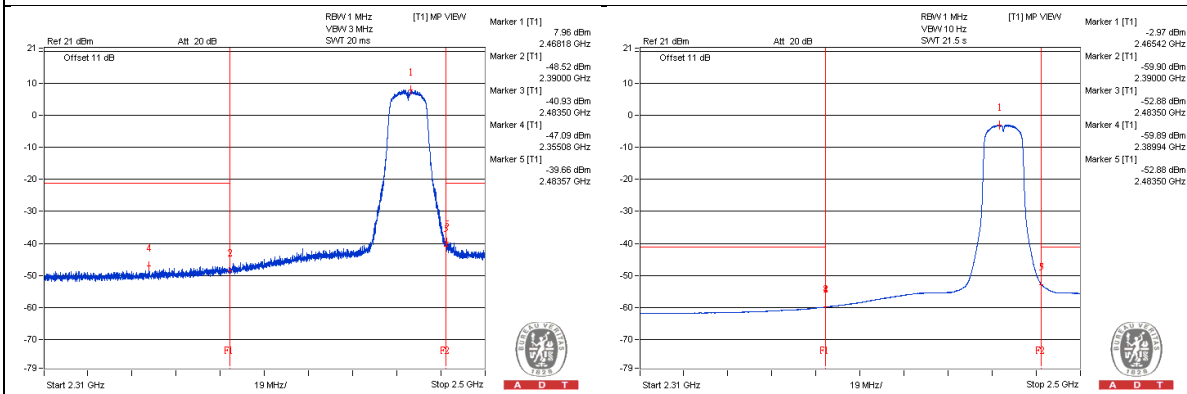 RBW 1 MHz
VBW 3 MHz
SWT 20 ms
[T1] MP VIEW
Ref 21 dBm
Att 20 dB
Offset 11 dB
21
10
0
-10
-20
-30
-40
-50
-60
-70
-79
1
2
4
5
F1
F2
Start 2.31 GHz
19 MHz/
Stop 2.5 GHz
Marker 1 [T1]
7.96 dBm
2.46818 GHz
Marker 2 [T1]
-48.52 dBm
2.39000 GHz
Marker 3 [T1]
-40.93 dBm
2.48350 GHz
Marker 4 [T1]
-47.09 dBm
2.35508 GHz
Marker 5 [T1]
-39.66 dBm
2.48357 GHz
BUREAU VERITAS
1828
A D T
RBW 1 MHz
VBW 10 Hz
SWT 21.5 s
[T1] MP VIEW
Ref 21 dBm
Att 20 dB
Offset 11 dB
21
10
0
-10
-20
-30
-40
-50
-60
-70
-79
1
F1
F2
Start 2.31 GHz
19 MHz/
Stop 2.5 GHz
Marker 1 [T1]
-2.97 dBm
2.46542 GHz
Marker 2 [T1]
-59.90 dBm
2.39000 GHz
Marker 3 [T1]
-52.88 dBm
2.48350 GHz
Marker 4 [T1]
-59.89 dBm
2.38994 GHz
Marker 5 [T1]
-52.88 dBm
2.48350 GHz
BUREAU VERITAS
1828
A D T